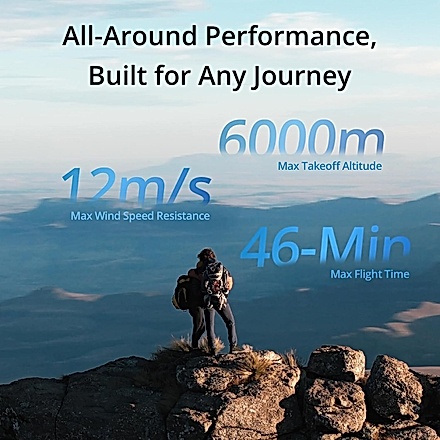 All-Around Performance,
Built for Any Journey
6000m
Max Takeoff Altitude
12m/s
Max Wind Speed Resistance
46-Min
Max Flight Time